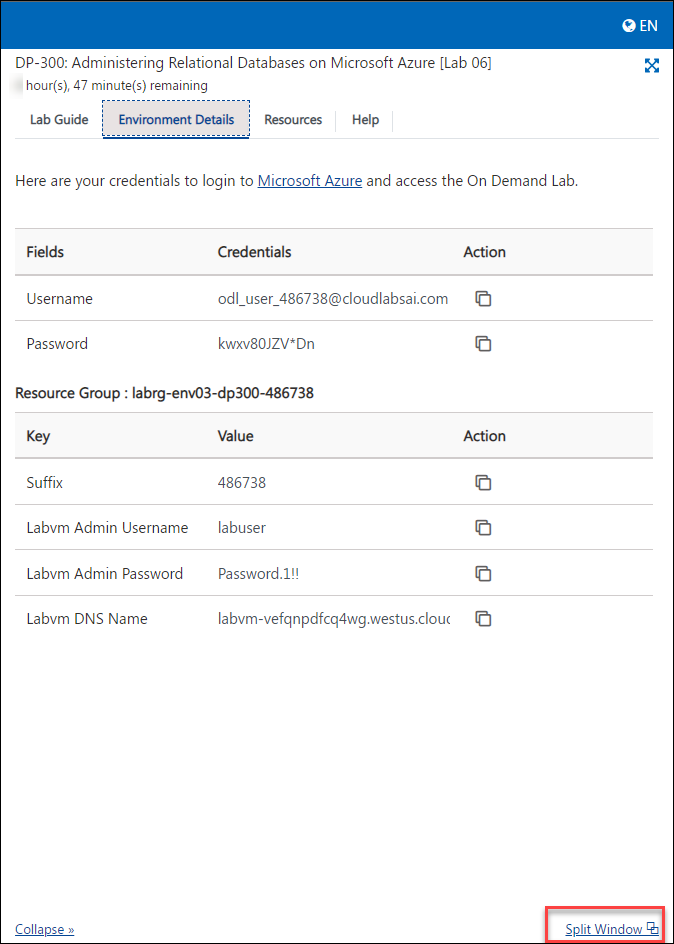 EN
DP-300: Administering Relational Databases on Microsoft Azure [Lab 06]
hour(s), 47 minute(s) remaining
Lab Guide Environment Details Resources Help
Here are your credentials to login to Microsoft Azure and access the On Demand Lab.
Fields Credentials Action
Username odl_user_486738@cloudlabsai.com
Password kwxv80JZV*Dn
Resource Group : labrg-env03-dp300-486738
Key Value Action
Suffix 486738
Labvm Admin Username labuser
Labvm Admin Password Password.1!!
Labvm DNS Name labvm-vefqnpdfcq4wg.westus.clouc
Collapse » Split Window